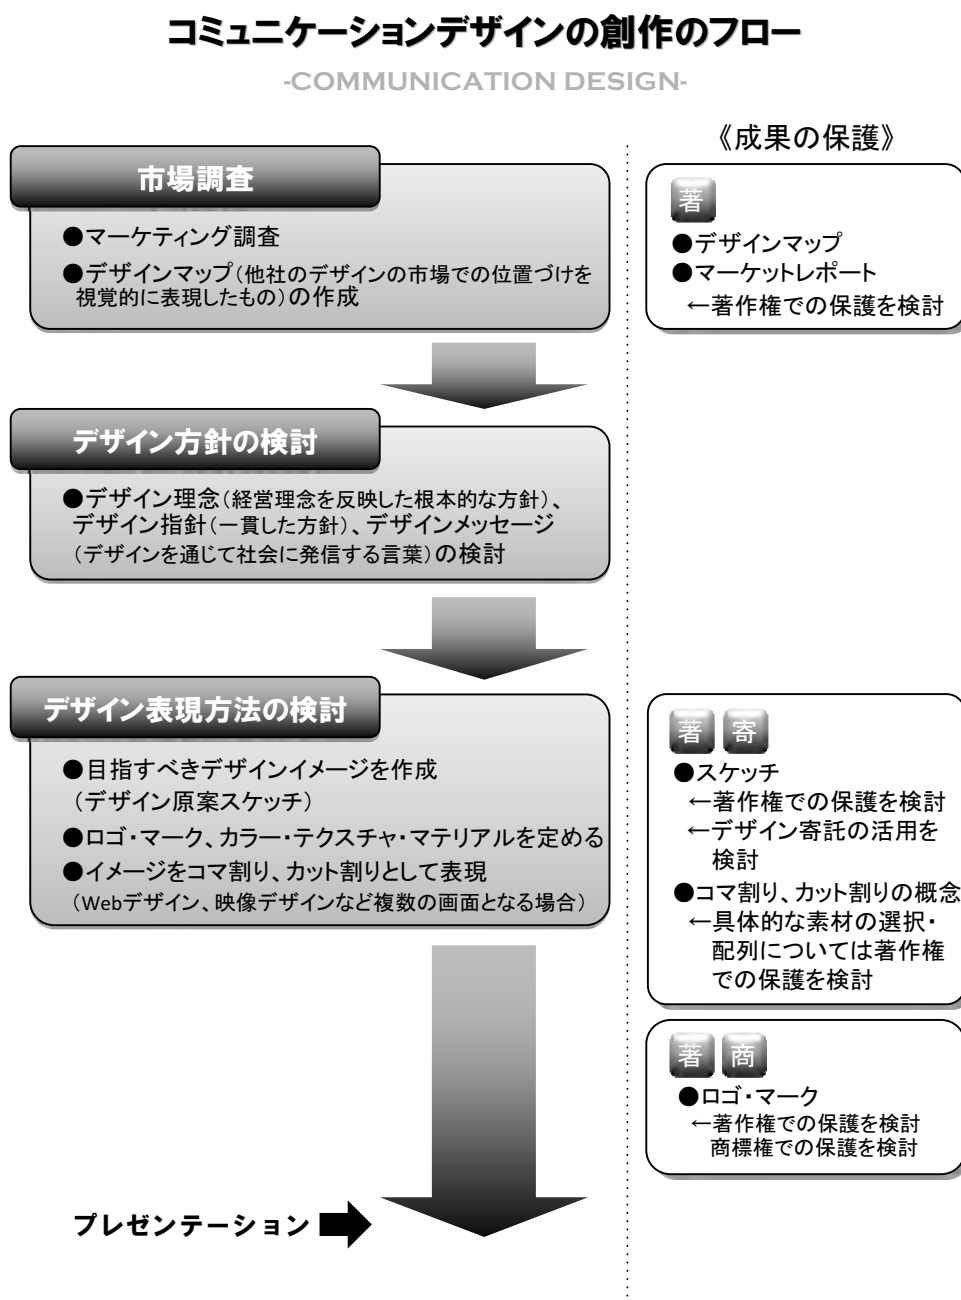 コミュニケーションデザインの創作のフロー
-COMMUNICATION DESIGN-
《成果の保護》
市場調査
●マーケティング調査
●デザインマップ(他社のデザインの市場での位置づけを
視覚的に表現したもの)の作成
著
●デザインマップ
●マーケットレポート
←著作権での保護を検討
デザイン方針の検討
●デザイン理念(経営理念を反映した根本的な方針)、
デザイン指針(一貫した方針)、デザインメッセージ
(デザインを通じて社会に発信する言葉)の検討
デザイン表現方法の検討
●目指すべきデザインイメージを作成
(デザイン原案スケッチ)
●ロゴ・マーク、カラー・テクスチャ・マテリアルを定める
●イメージをコマ割り、カット割りとして表現
(Webデザイン、映像デザインなど複数の画面となる場合)
著 寄
●スケッチ
←著作権での保護を検討
←デザイン寄託の活用を
検討
●コマ割り、カット割りの概念
←具体的な素材の選択・
配列については著作権
での保護を検討
著 商
●ロゴ・マーク
←著作権での保護を検討
商標権での保護を検討
プレゼンテーション